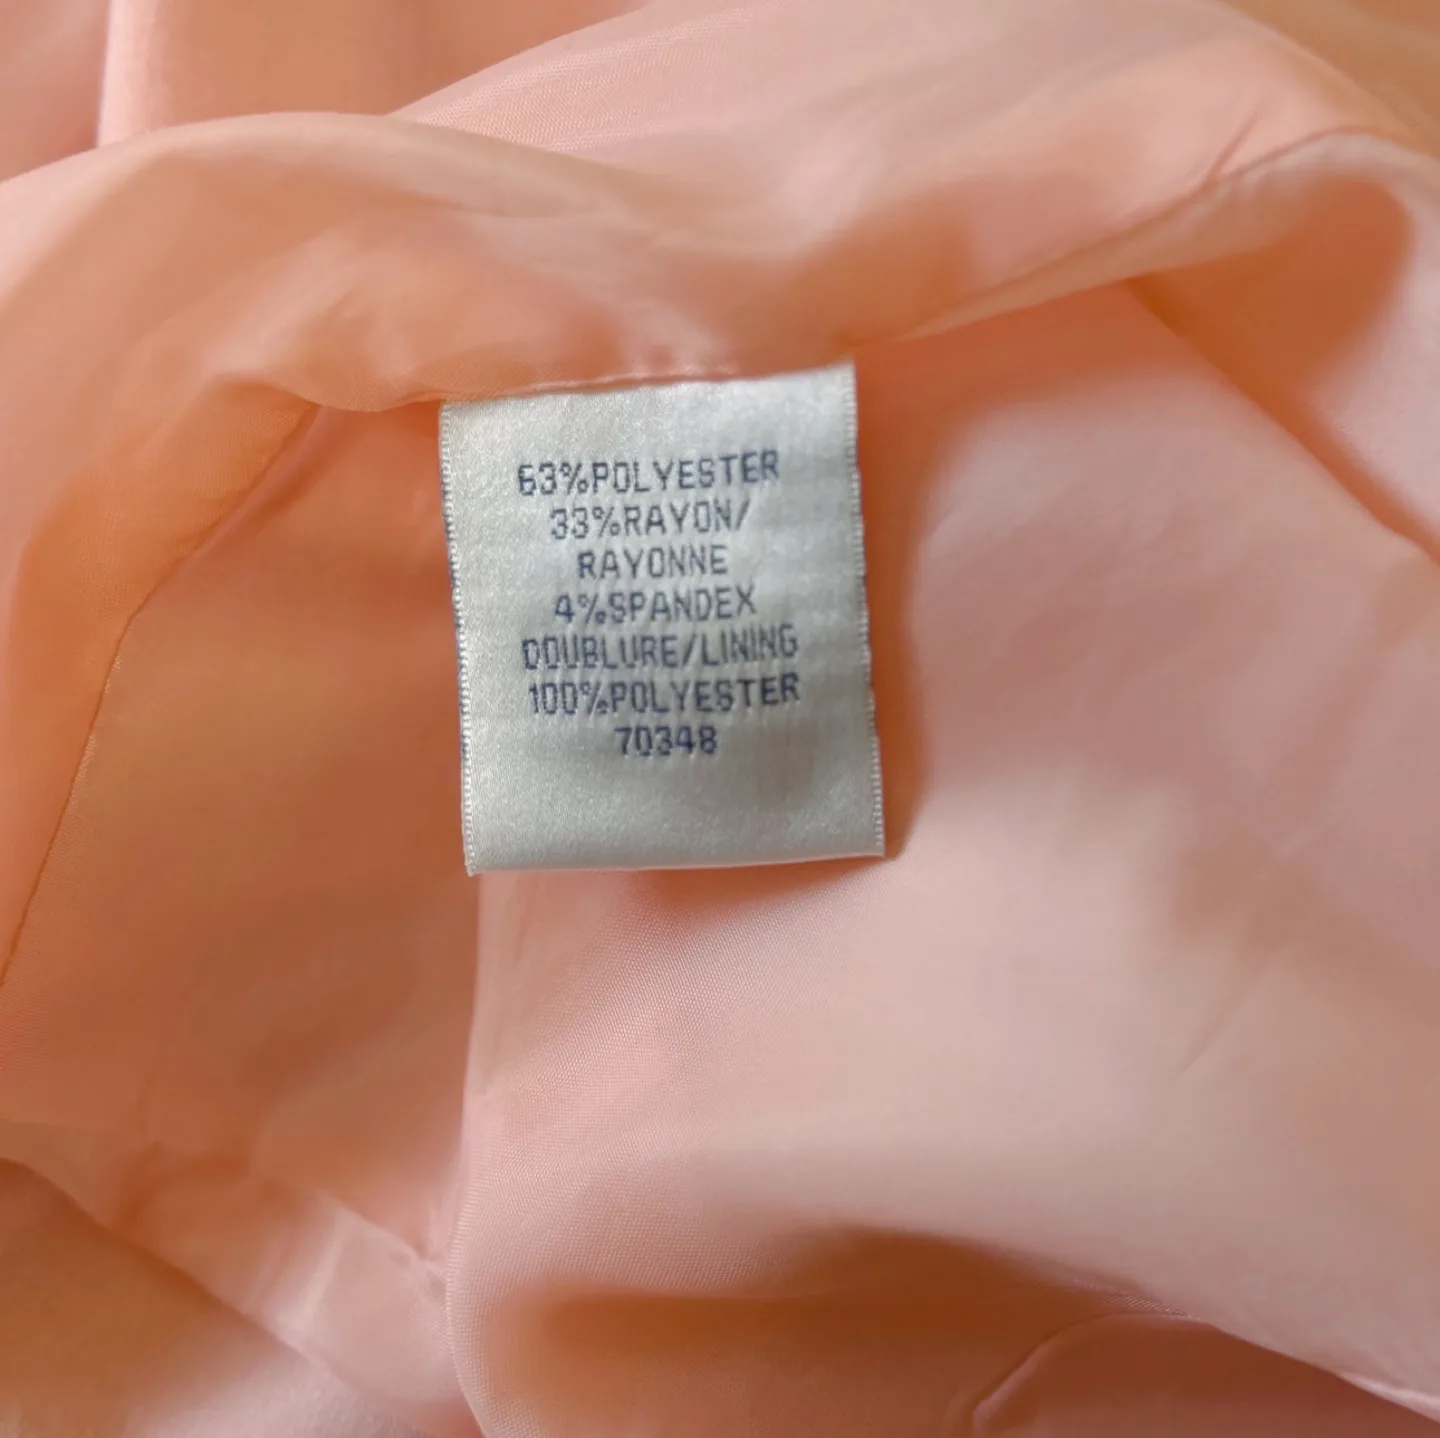 63%POLYESTER
33%RAYON/
RAYONNE
4%SPANDEX
DOUBLURE/LINING
100%POLYESTER
70348